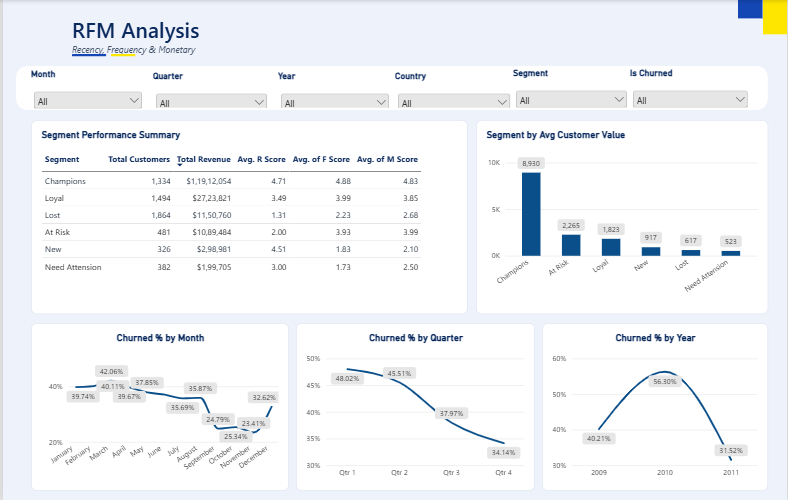 RFM Analysis
Recency, Frequency & Monetary
Month Quarter Year Country Segment Is Churned
All All All All All All
Segment Performance Summary
Segment Total Customers Total Revenue Avg. R Score Avg. of F Score Avg. of M Score
Champions 1,334 $1,19,12,054 4.71 4.88 4.83
Loyal 1,494 $27,23,821 3.49 3.99 3.85
Lost 1,864 $11,50,760 1.31 2.23 2.68
At Risk 481 $10,89,484 2.00 3.93 3.99
New 326 $2,98,981 4.51 1.83 2.10
Need Attension 382 $1,99,705 3.00 1.73 2.50
Segment by Avg Customer Value
10K
5K
0K
8,930
2,265
1,823
917
617
523
Champions At Risk Loyal New Lost Need Attension
Churned % by Month
40%
20%
39.74%
42.06%
40.11%
39.67%
37.85%
35.69%
35.87%
24.79%
25.34%
23.41%
32.62%
January February March April May June July August September October November December
Churned % by Quarter
50%
45%
40%
35%
30%
48.02%
45.51%
37.97%
34.14%
Qtr 1 Qtr 2 Qtr 3 Qtr 4
Churned % by Year
60%
50%
40%
30%
40.21%
56.30%
31.52%
2009 2010 2011